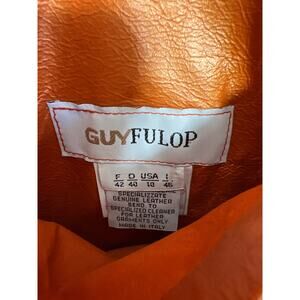 GUYFULOP
F D USA I
42 40 10 46
SPECIALIZZATE
GENUINE LEATHER
SEND TO
SPECIALIZED CLEANER
FOR LEATHER
GARMENTS ONLY
MADE IN ITALY